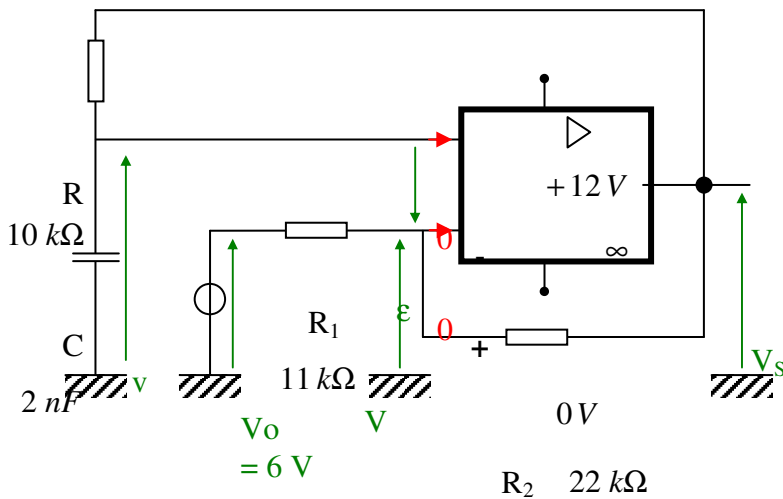 +12 V
R
10 kΩ
0
-
∞
ε
R1
0
+
C
11 kΩ
v
VS
2 nF
V
0 V
Vo
= 6 V
R2 22 kΩ